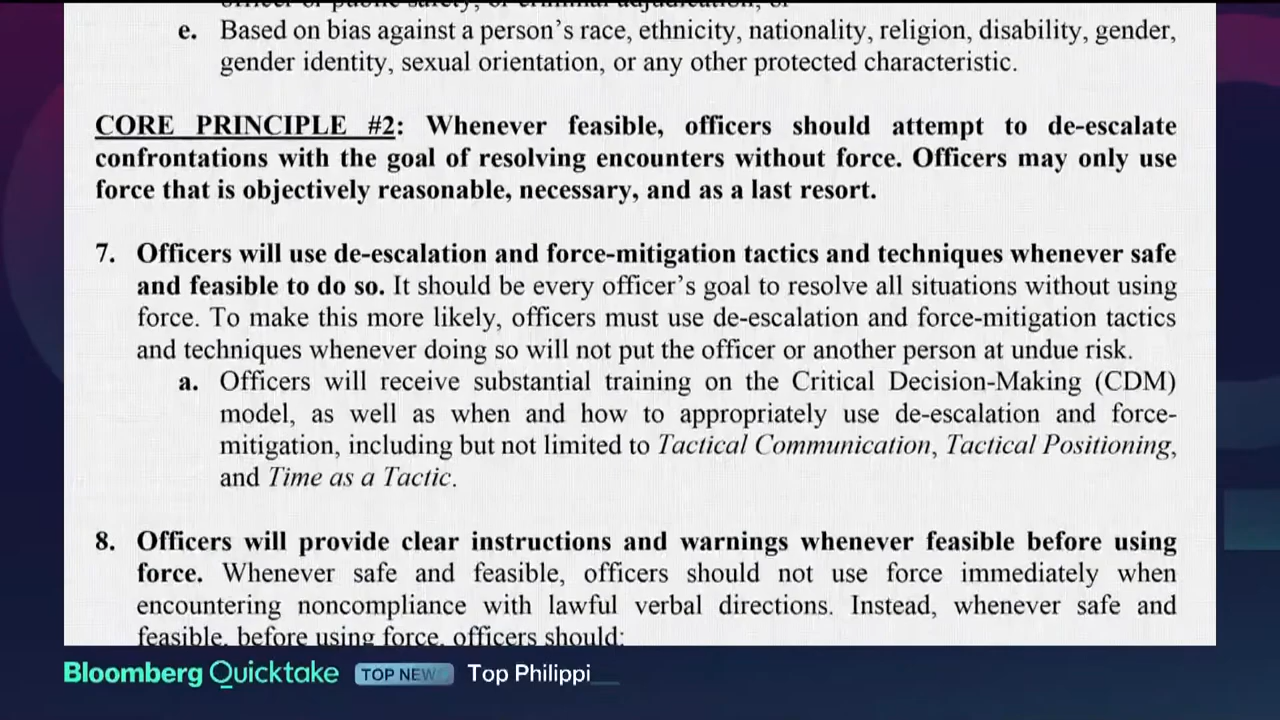 officer or public safety, or criminal adjudication; or
e. Based on bias against a person's race, ethnicity, nationality, religion, disability, gender,
gender identity, sexual orientation, or any other protected characteristic.
CORE PRINCIPLE #2: Whenever feasible, officers should attempt to de-escalate
confrontations with the goal of resolving encounters without force. Officers may only use
force that is objectively reasonable, necessary, and as a last resort.
7. Officers will use de-escalation and force-mitigation tactics and techniques whenever safe
and feasible to do so. It should be every officer's goal to resolve all situations without using
force. To make this more likely, officers must use de-escalation and force-mitigation tactics
and techniques whenever doing so will not put the officer or another person at undue risk.
a. Officers will receive substantial training on the Critical Decision-Making (CDM)
model, as well as when and how to appropriately use de-escalation and force-
mitigation, including but not limited to Tactical Communication, Tactical Positioning,
and Time as a Tactic.
8. Officers will provide clear instructions and warnings whenever feasible before using
force. Whenever safe and feasible, officers should not use force immediately when
encountering noncompliance with lawful verbal directions. Instead, whenever safe and
feasible, before using force, officers should:
Bloomberg Quicktake TOP NEWS Top Philippi